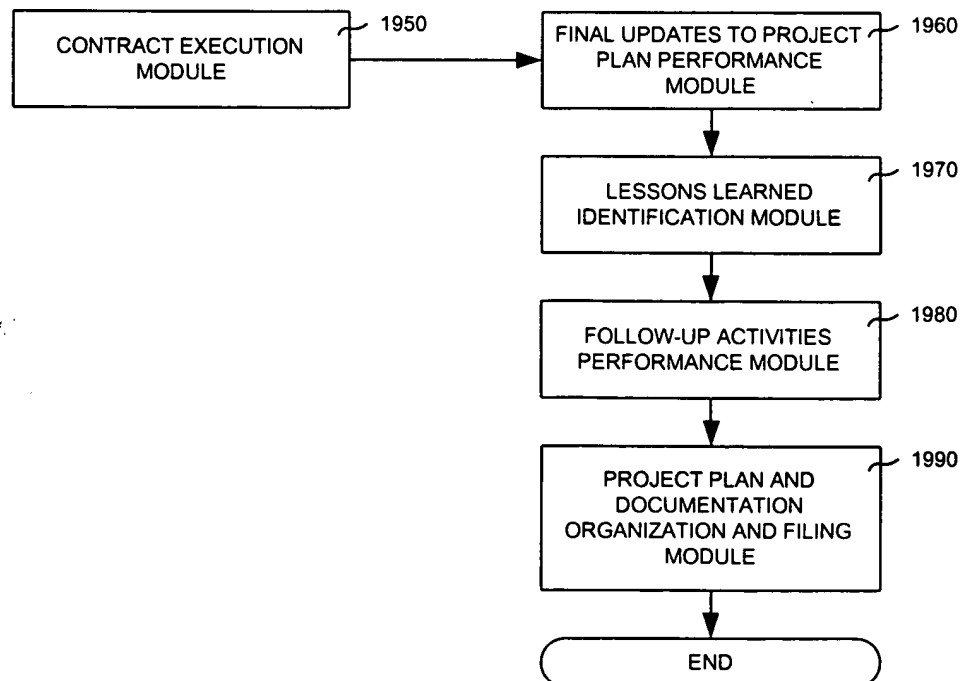 CONTRACT EXECUTION
MODULE
1950
FINAL UPDATES TO PROJECT
PLAN PERFORMANCE
MODULE
1960
LESSONS LEARNED
IDENTIFICATION MODULE
1970
FOLLOW-UP ACTIVITIES
PERFORMANCE MODULE
1980
PROJECT PLAN AND
DOCUMENTATION
ORGANIZATION AND FILING
MODULE
1990
END